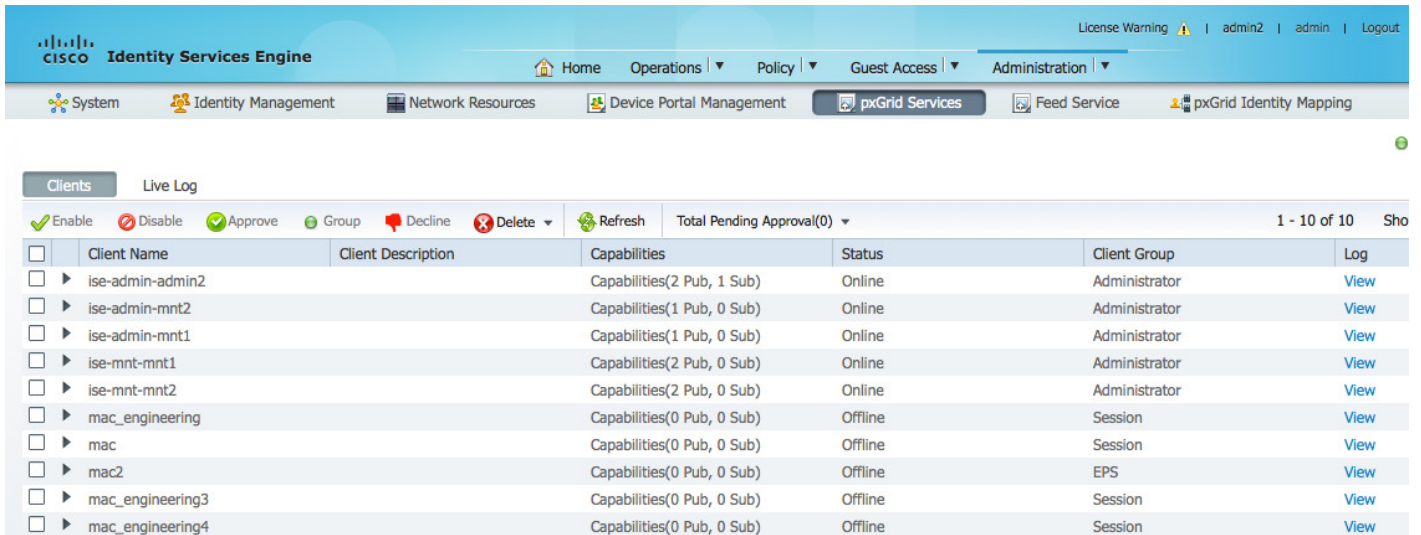 License Warning | admin2 | admin | Logout
CISCO Identity Services Engine
Home Operations | Policy | Guest Access | Administration |
System Identity Management Network Resources Device Portal Management pxGrid Services Feed Service pxGrid Identity Mapping
Clients Live Log
Enable Disable Approve Group Decline Delete Refresh Total Pending Approval(0) 1 - 10 of 10 Sho
Client Name Client Description Capabilities Status Client Group Log
ise-admin-admin2 Capabilities(2 Pub, 1 Sub) Online Administrator View
ise-admin-mnt2 Capabilities(1 Pub, 0 Sub) Online Administrator View
ise-admin-mnt1 Capabilities(1 Pub, 0 Sub) Online Administrator View
ise-mnt-mnt1 Capabilities(2 Pub, 0 Sub) Online Administrator View
ise-mnt-mnt2 Capabilities(2 Pub, 0 Sub) Online Administrator View
mac_engineering Capabilities(0 Pub, 0 Sub) Offline Session View
mac Capabilities(0 Pub, 0 Sub) Offline Session View
mac2 Capabilities(0 Pub, 0 Sub) Offline EPS View
mac_engineering3 Capabilities(0 Pub, 0 Sub) Offline Session View
mac_engineering4 Capabilities(0 Pub, 0 Sub) Offline Session View